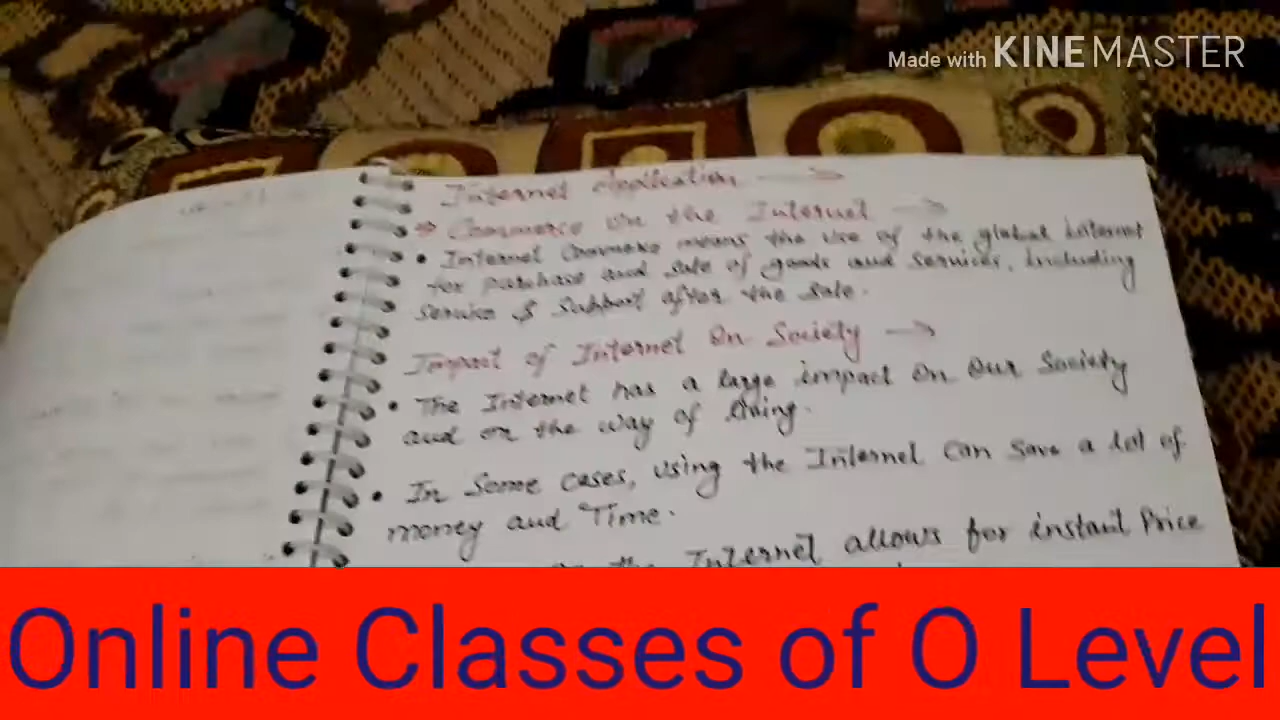 Made with KINEMASTER
Internet Application →
⇒ Commerce on the Internet →
• Internet Commerce means the use of the global internet
for purchase and sale of goods and services, including
service & support after the sale.
Impact of Internet On Society →
• The Internet has a large impact on our society
and on the way of living.
• In Some cases, using the Internet can save a lot of
money and Time.
the Internet allows for instant Price
Online Classes of O Level